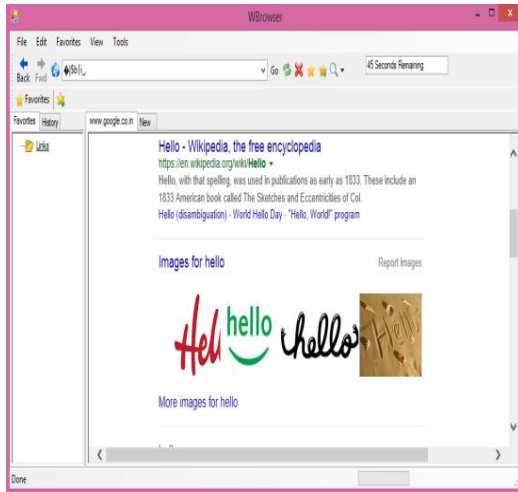 WBrowser
File Edit Favorites View Tools
Back Fwd Go 45 Seconds Remaining
Favorites
Favorites History www.google.co.in New
Links
Hello - Wikipedia, the free encyclopedia
https://en.wikipedia.org/wiki/Hello
Hello, with that spelling, was used in publications as early as 1833. These include an
1833 American book called The Sketches and Eccentricities of Col.
Hello (disambiguation) - World Hello Day - "Hello, World!" program
Images for hello Report images
hello hello
More images for hello
Done